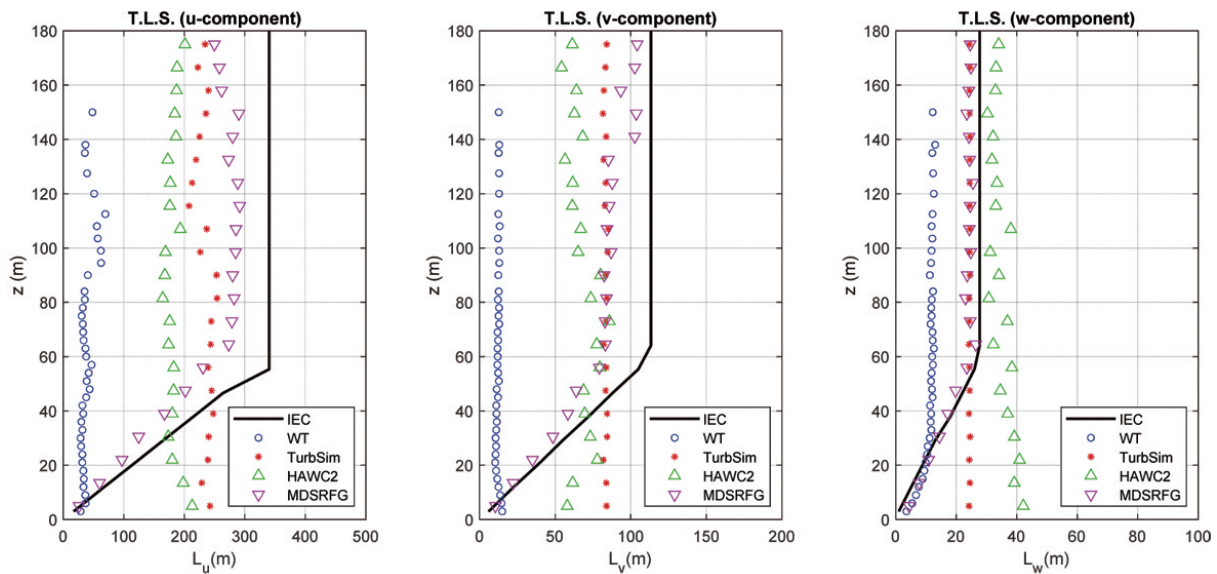 T.L.S. (u-component)
180
160
140
120
100
80
60
40
20
0
z (m)
0 100 200 300 400 500
L_u(m)
IEC
WT
TurbSim
HAWC2
MDSRFG
T.L.S. (v-component)
180
160
140
120
100
80
60
40
20
0
z (m)
0 50 100 150 200
L_v(m)
IEC
WT
TurbSim
HAWC2
MDSRFG
T.L.S. (w-component)
180
160
140
120
100
80
60
40
20
0
z (m)
0 20 40 60 80 100
L_w(m)
IEC
WT
TurbSim
HAWC2
MDSRFG